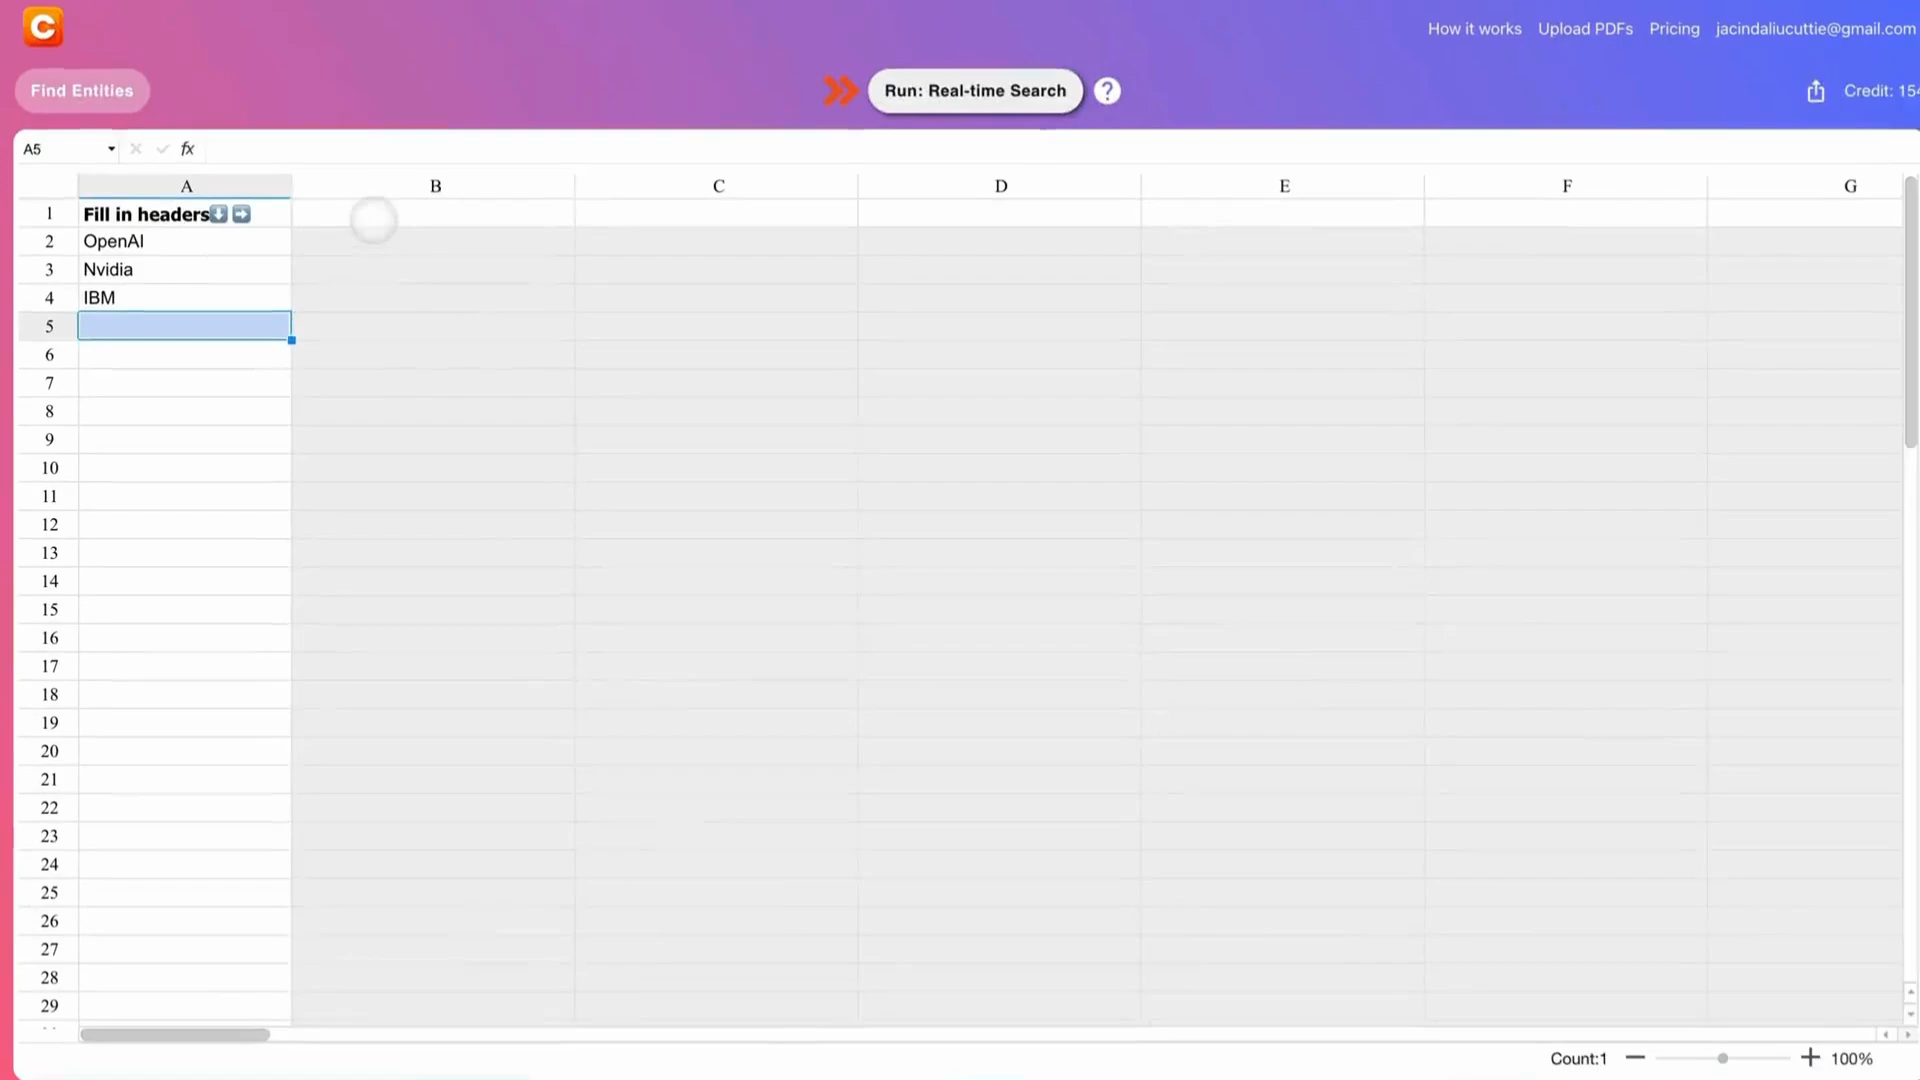 C
How it works Upload PDFs Pricing jacindaliucuttie@gmail.com
Find Entities
Run: Real-time Search ?
Credit: 15
A5 fx
A B C D E F G
1 Fill in headers⬇️➡️
2 OpenAI
3 Nvidia
4 IBM
5
6
7
8
9
10
11
12
13
14
15
16
17
18
19
20
21
22
23
24
25
26
27
28
29
Count:1 100%